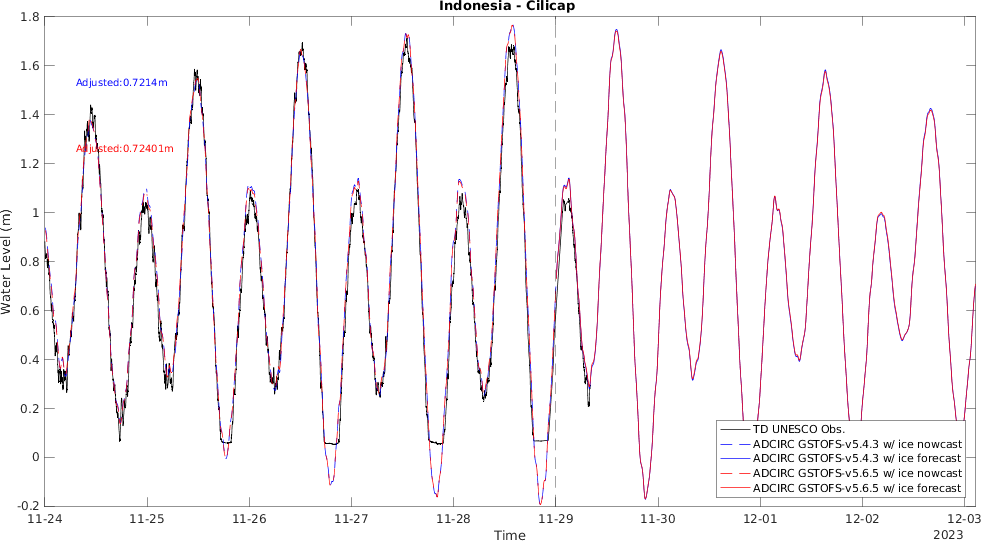 Indonesia - Cilicap
1.8
1.6
1.4
1.2
1
0.8
0.6
0.4
0.2
0
-0.2
Water Level (m)
Adjusted:0.7214m
Adjusted:0.72401m
TD UNESCO Obs.
ADCIRC GSTOFS-v5.4.3 w/ ice nowcast
ADCIRC GSTOFS-v5.4.3 w/ ice forecast
ADCIRC GSTOFS-v5.6.5 w/ ice nowcast
ADCIRC GSTOFS-v5.6.5 w/ ice forecast
11-24 11-25 11-26 11-27 11-28 11-29 11-30 12-01 12-02 12-03
Time
2023